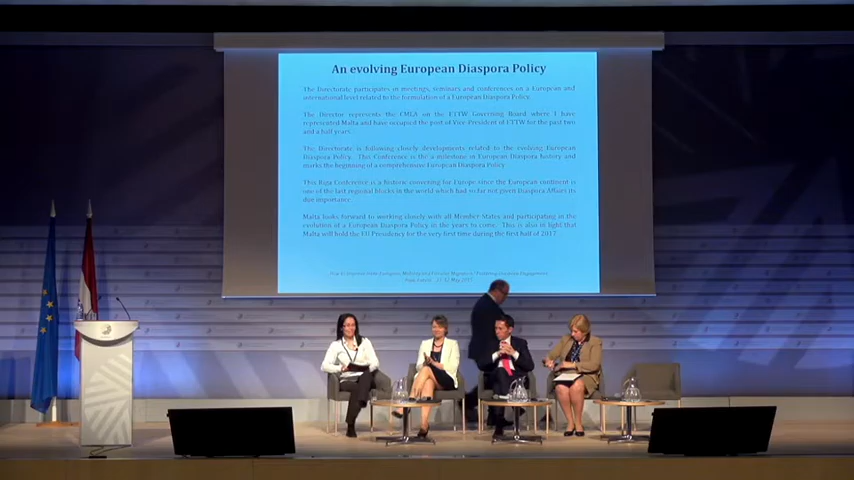 An evolving European Diaspora Policy
The Directorate participates in meetings, seminars and conferences on a European and
international level related to the formulation of a European Diaspora Policy.
The Director represents the CMLA on the ETTW Governing Board where I have
represented Malta and have occupied the post of Vice-President of ETTW for the past two
and a half years.
The Directorate is following closely developments related to the evolving European
Diaspora Policy. This Conference is the a milestone in European Diaspora history and
marks the beginning of a comprehensive European Diaspora Policy
This Riga Conference is a historic convening for Europe since the European continent is
one of the last regional blocks in the world which had so far not given Diaspora Affairs its
due importance.
Malta looks forward to working closely with all Member States and participating in the
evolution of a European Diaspora Policy in the years to come. This is also in light that
Malta will hold the EU Presidency for the very first time during the first half of 2017.